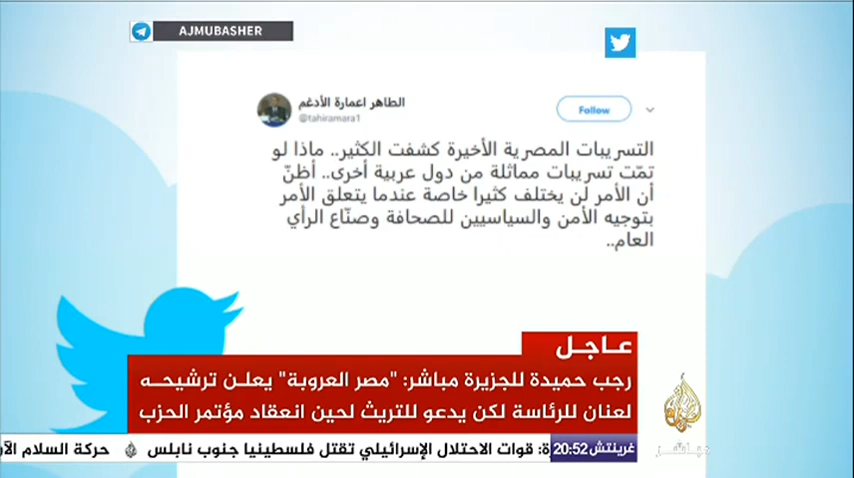 AJMUBASHER
الطاهر اعمارة الأدغم
@tahiramara1
Follow
التسريبات المصرية الأخيرة كشفت الكثير.. ماذا لو
تمّت تسريبات مماثلة من دول عربية أخرى.. أظنّ
أن الأمر لن يختلف كثيرا خاصة عندما يتعلق الأمر
بتوجيه الأمن والسياسيين للصحافة وصنّاع الرأي
العام..
عاجل
رجب حميدة للجزيرة مباشر: "مصر العروبة" يعلن ترشيحه
لعنان للرئاسة لكن يدعو للتريث لحين انعقاد مؤتمر الحزب
غرينتش 20:52
ة: قوات الاحتلال الإسرائيلي تقتل فلسطينيا جنوب نابلس
حركة السلام الآ
مباشر